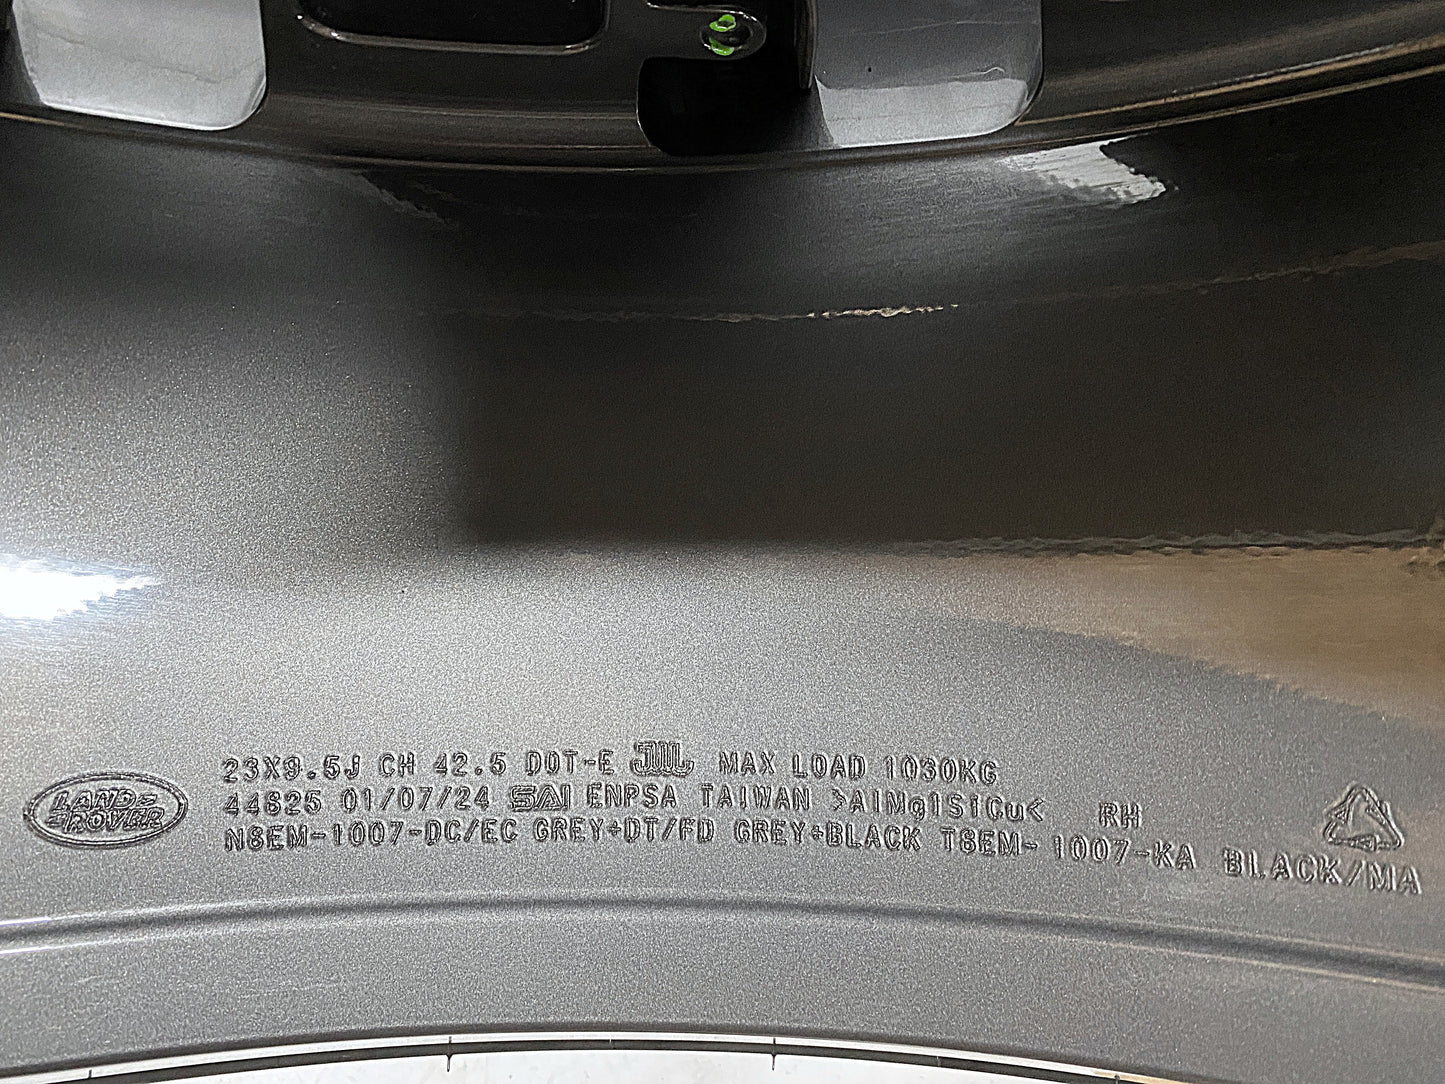 LAND-
-ROVER
23X9.5J CH 42.5 DOT-E JWL MAX LOAD 1030KG
44825 01/07/24 SAI ENPSA TAIWAN >AlMg1SiCu< RH
N8EM-1007-DC/EC GREY+DT/FD GREY+BLACK T8EM-1007-KA BLACK/MA